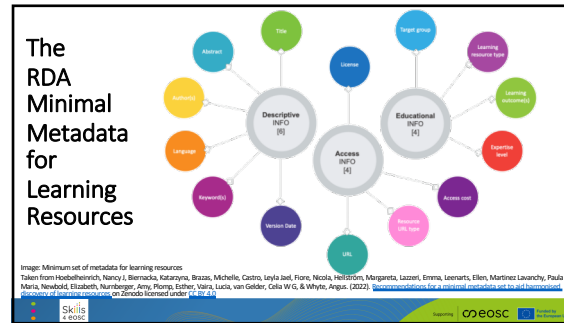 The
RDA
Minimal
Metadata
for
Learning
Resources
Title
Abstract
Author(s)
Language
Keyword(s)
Version Date
Descriptive
INFO
[6]
License
Access
INFO
[4]
Access cost
Resource
URL type
URL
Target group
Learning
resource type
Learning
outcome(s)
Expertise
level
Educational
INFO
[4]
Image: Minimum set of metadata for learning resources
Taken from Hoebelheinrich, Nancy J, Biernacka, Katarzyna, Brazas, Michelle, Castro, Leyla Jael, Fiore, Nicola, Hellström, Margareta, Lazzeri, Emma, Leenarts, Ellen, Martinez Lavanchy, Paula
Maria, Newbold, Elizabeth, Nurnberger, Amy, Plomp, Esther, Vaira, Lucia, van Gelder, Celia W G, & Whyte, Angus. (2022). Recommendations for a minimal metadata set to aid harmonised
discovery of learning resources on Zenodo licensed under CC BY 4.0
Skills
4 eosc
Supporting
eosc
Funded by
the European Union